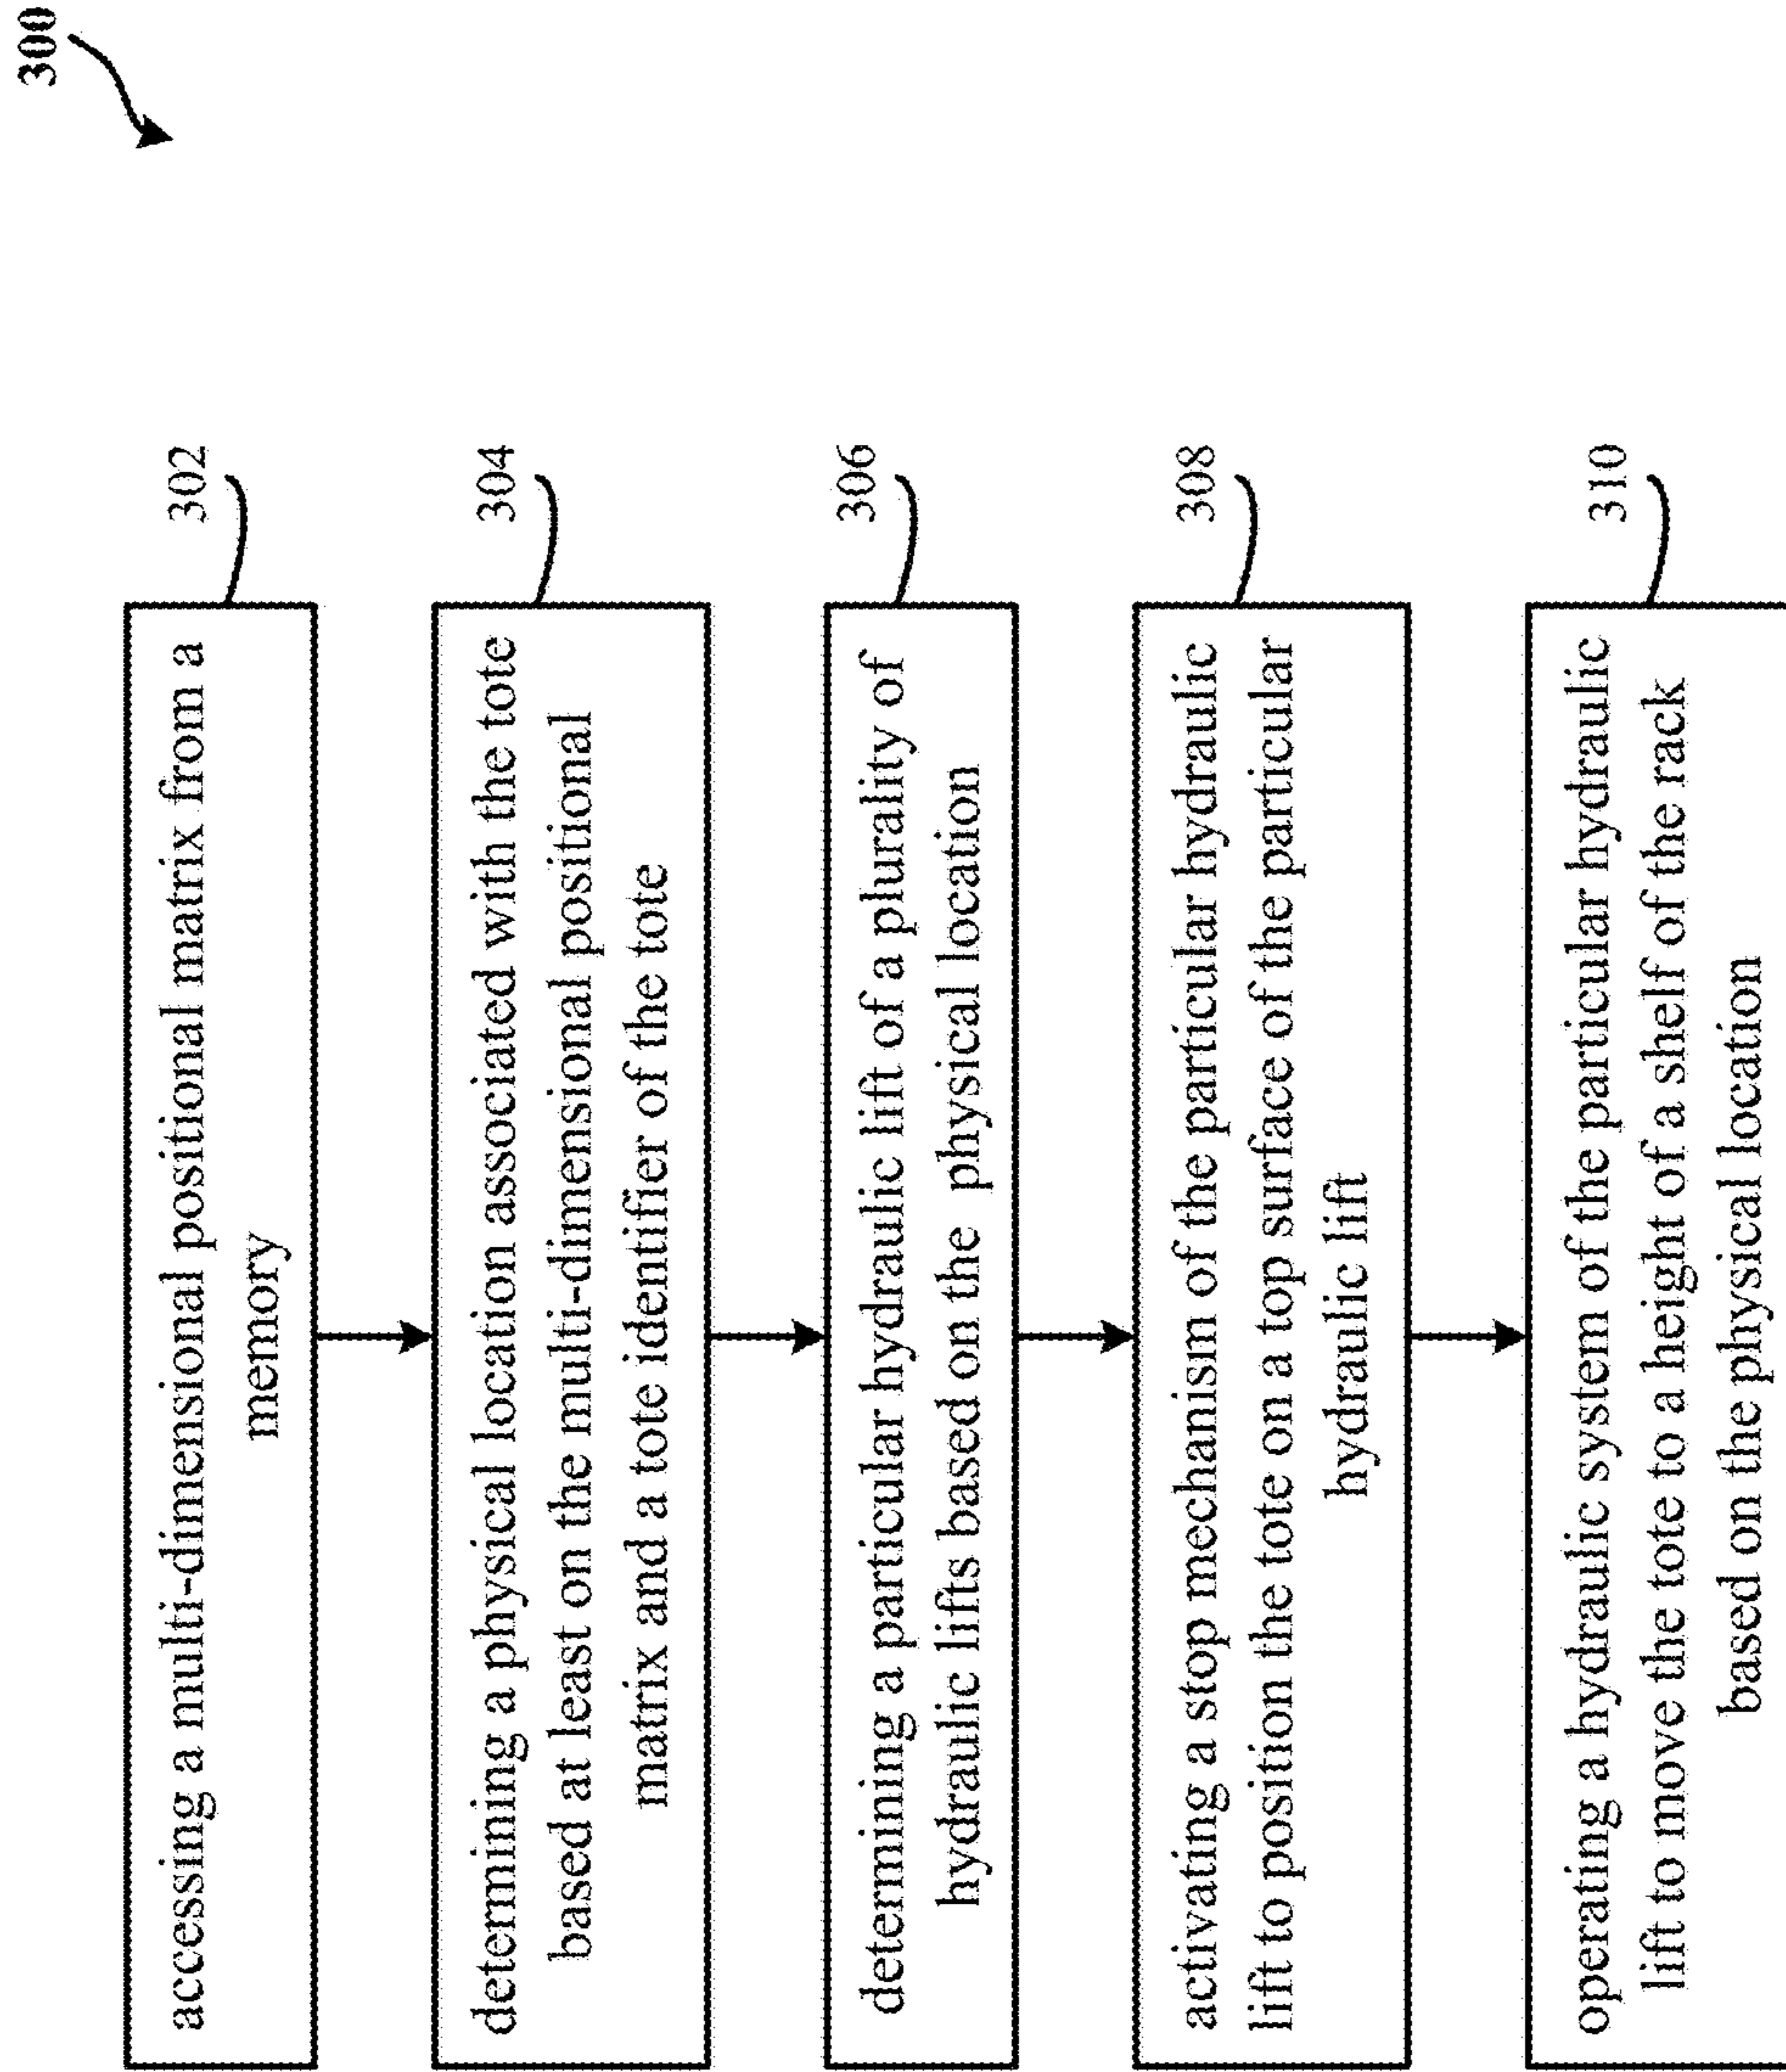 300
accessing a multi-dimensional positional matrix from a
memory
302
determining a physical location associated with the tote
based at least on the multi-dimensional positional
matrix and a tote identifier of the tote
304
determining a particular hydraulic lift of a plurality of
hydraulic lifts based on the physical location
306
activating a stop mechanism of the particular hydraulic
lift to position the tote on a top surface of the particular
hydraulic lift
308
operating a hydraulic system of the particular hydraulic
lift to move the tote to a height of a shelf of the rack
based on the physical location
310